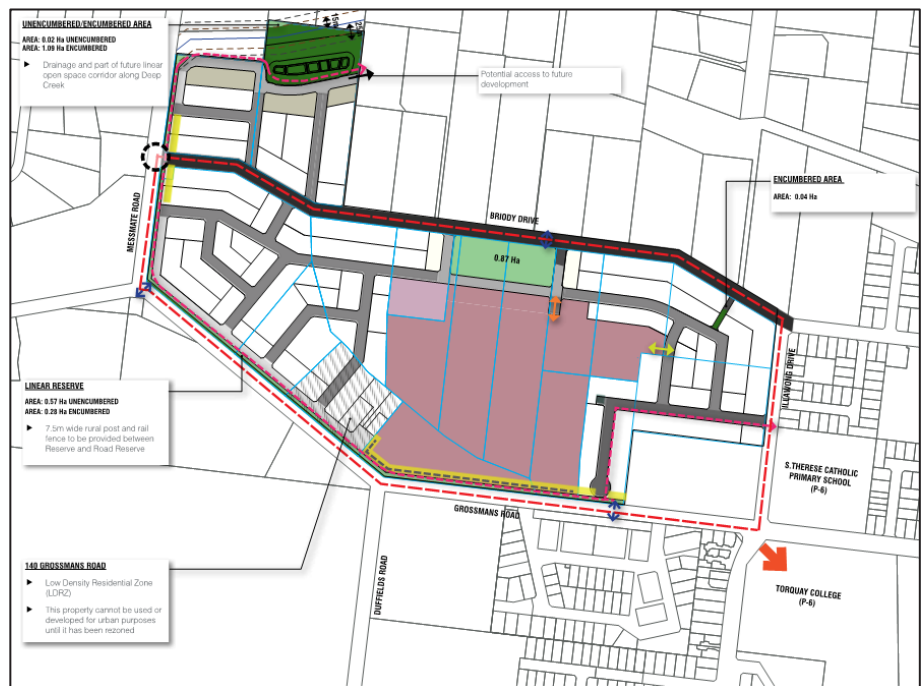 UNENCUMBERED/ENCUMBERED AREA
AREA: 0.02 Ha UNENCUMBERED
AREA: 1.09 Ha ENCUMBERED
► Drainage and part of future linear
open space corridor along Deep
Creek
Potential access to future
development
ENCUMBERED AREA
AREA: 0.04 Ha
MESSMATE ROAD
BRIODY DRIVE
0.87 Ha
ILLAWONG DRIVE
LINEAR RESERVE
AREA: 0.57 Ha UNENCUMBERED
AREA: 0.28 Ha ENCUMBERED
► 7.5m wide rural post and rail
fence to be provided between
Reserve and Road Reserve
S.THERESE CATHOLIC
PRIMARY SCHOOL
(P-6)
GROSSMANS ROAD
140 GROSSMANS ROAD
► Low Density Residential Zone
(LDRZ)
► This property cannot be used or
developed for urban purposes
until it has been rezoned
DUFFIELDS ROAD
TORQUAY COLLEGE
(P-6)